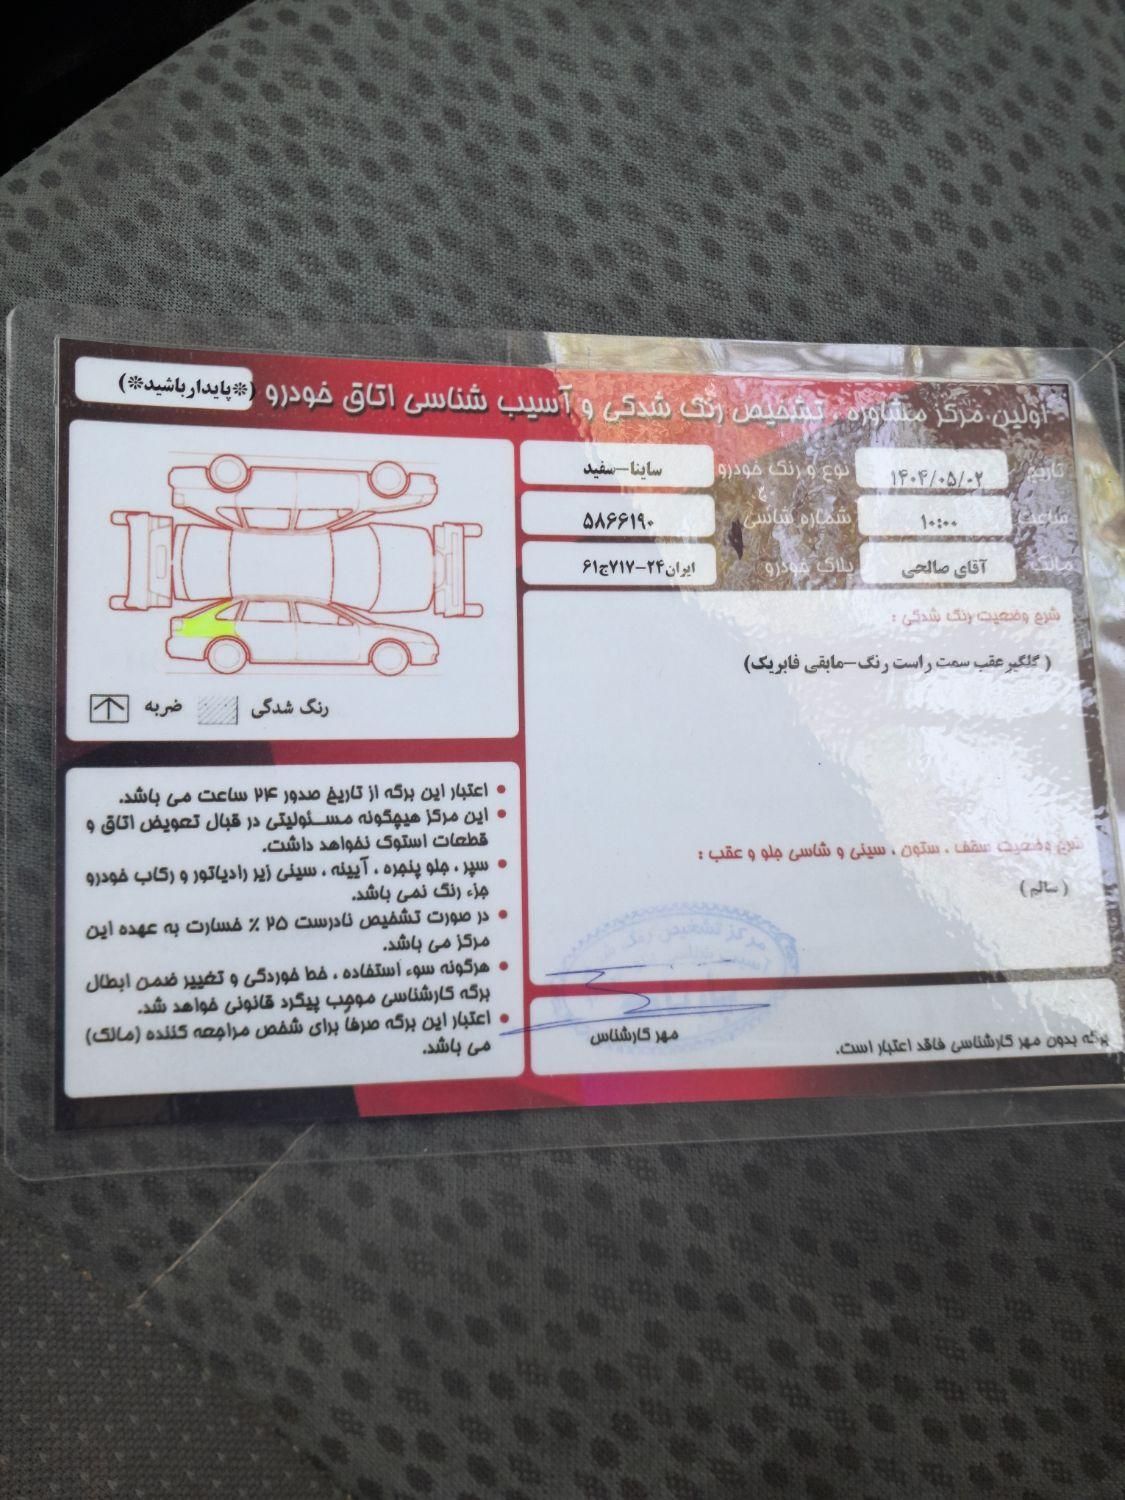 اولین مرکز مشاوره ، تشخیص رنگ شدگی و آسیب شناسی اتاق خودرو (*پایدارباشید*)
تاریخ ۱۴۰۴/۰۵/۰۲ نوع و رنگ خودرو ساینا-سفید
ساعت ۱۰:۰۰ شماره شاسی ۵۸۶۶۱۹۰
مالک آقای صالحی پلاک خودرو ایران۲۴-۷۱۷ج۶۱
شرح وضعیت رنگ شدگی :
( گلگیرعقب سمت راست رنگ-مابقی فابریک)
شرح وضعیت سقف ، ستون ، سینی و شاسی جلو و عقب :
( سالم )
مرکز تشخیص رنگ
برگه بدون مهر کارشناسی فاقد اعتبار است.
مهر کارشناس
رنگ شدگی
ضربه
• اعتبار این برگه از تاریخ صدور ۲۴ ساعت می باشد.
• این مرکز هیچگونه مسئولیتی در قبال تعویض اتاق و
قطعات استوک نخواهد داشت.
• سپر ، جلو پنجره ، آیینه ، سینی زیر رادیاتور و رکاب خودرو
جزء رنگ نمی باشد.
• در صورت تشخیص نادرست ۲۵ ٪ خسارت به عهده این
مرکز می باشد.
• هرگونه سوء استفاده ، خط خوردگی و تغییر ضمن ابطال
برگه کارشناسی موجب پیگرد قانونی خواهد شد.
• اعتبار این برگه صرفاً برای شخص مراجعه کننده (مالک)
می باشد.